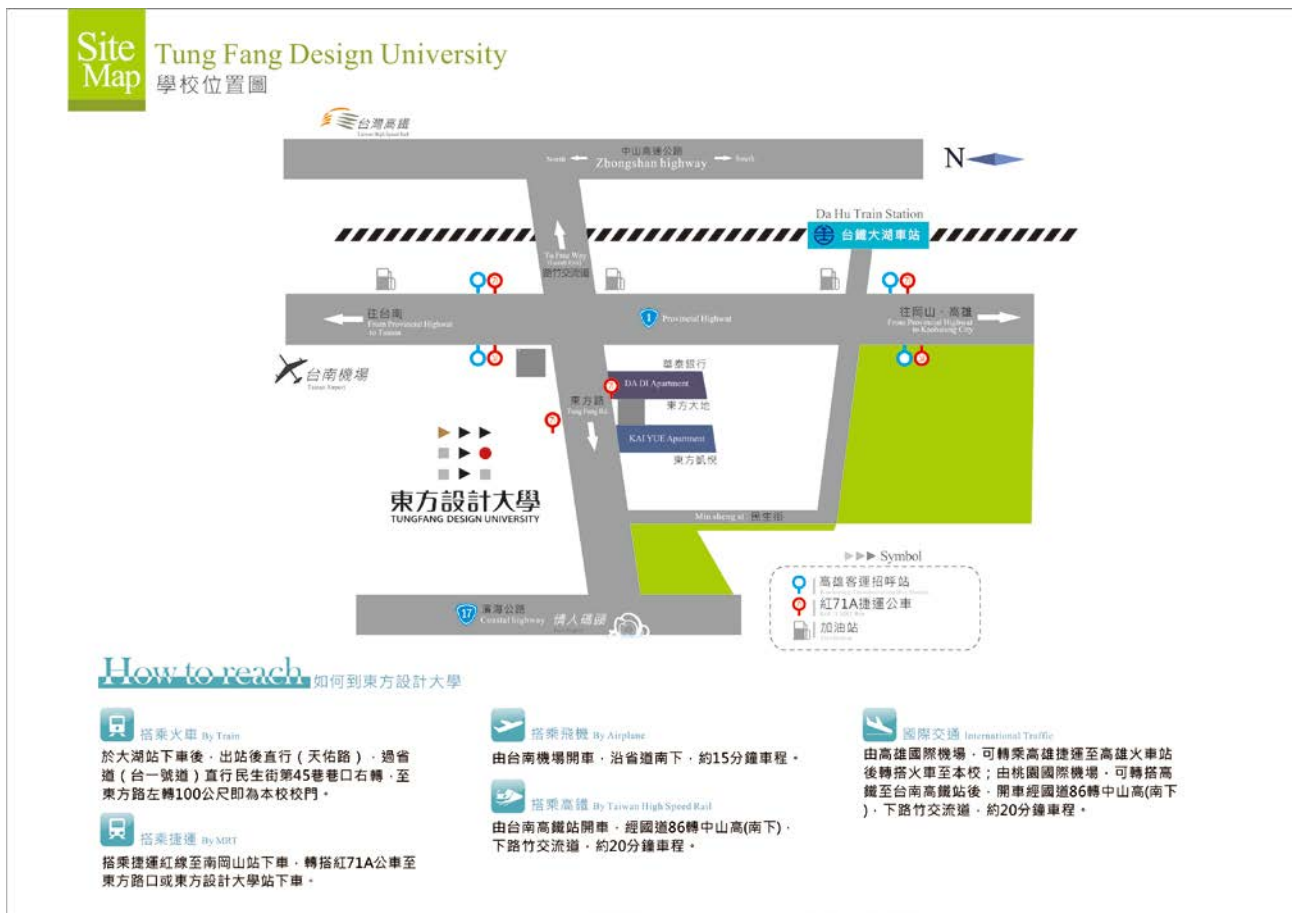 Site
Map
Tung Fang Design University
學校位置圖
台灣高鐵
Taiwan High Speed Rail
中山高速公路
North
Zhongshan highway
South
N
Da Hu Train Station
台鐵大湖車站
路竹交流道
往台南
From Provincial Highway
to Tainan
1
Provincial Highway
往岡山·高雄
From Provincial Highway
to Kaohsiung City
台南機場
Tainan Airport
華泰銀行
DA DI Apartment
東方大地
東方路
Tung Fang Rd.
KAI YUE Apartment
東方凱悅
東方設計大學
TUNGFANG DESIGN UNIVERSITY
Min sheng st 民生街
Symbol
高雄客運招呼站
紅71A捷運公車
加油站
17
濱海公路
Coastal highway
情人碼頭
How to reach 如何到東方設計大學
搭乘火車 By Train
於大湖站下車後，出站後直行（天佑路），過省
道（台一號道）直行民生街第45巷巷口右轉，至
東方路左轉100公尺即為本校校門。
搭乘捷運 By MRT
搭乘捷運紅線至南岡山站下車，轉搭紅71A公車至
東方路口或東方設計大學站下車。
搭乘飛機 By Airplane
由台南機場開車，沿省道南下，約15分鐘車程。
搭乘高鐵 By Taiwan High Speed Rail
由台南高鐵站開車，經國道86轉中山高(南下)，
下路竹交流道，約20分鐘車程。
國際交通 International Traffic
由高雄國際機場，可轉乘高雄捷運至高雄火車站
後轉搭火車至本校；由桃園國際機場，可轉搭高
鐵至台南高鐵站後，開車經國道86轉中山高(南下
)，下路竹交流道，約20分鐘車程。